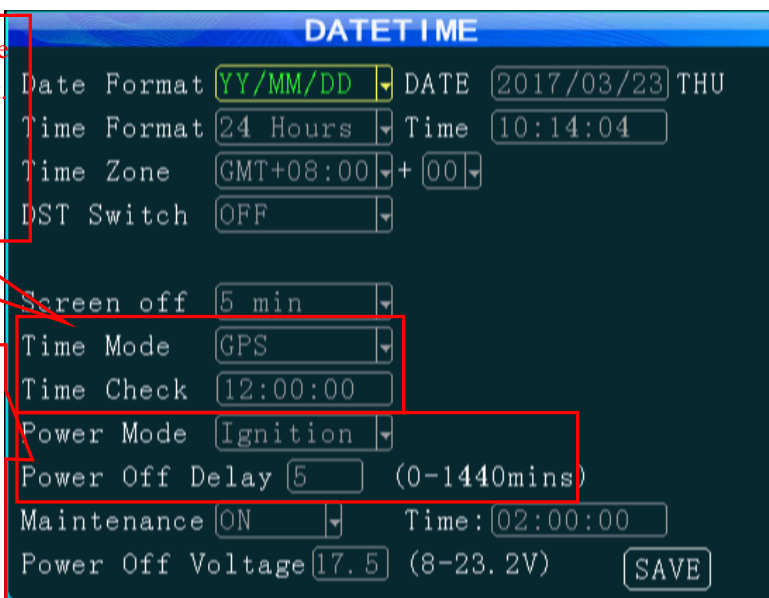 DATETIME
Date Format YY/MM/DD DATE 2017/03/23 THU
Time Format 24 Hours Time 10:14:04
Time Zone GMT+08:00 + 00
DST Switch OFF
Screen off 5 min
Time Mode GPS
Time Check 12:00:00
Power Mode Ignition
Power Off Delay 5 (0-1440mins)
Maintenance ON Time:02:00:00
Power Off Voltage 17.5 (8-23.2V) SAVE